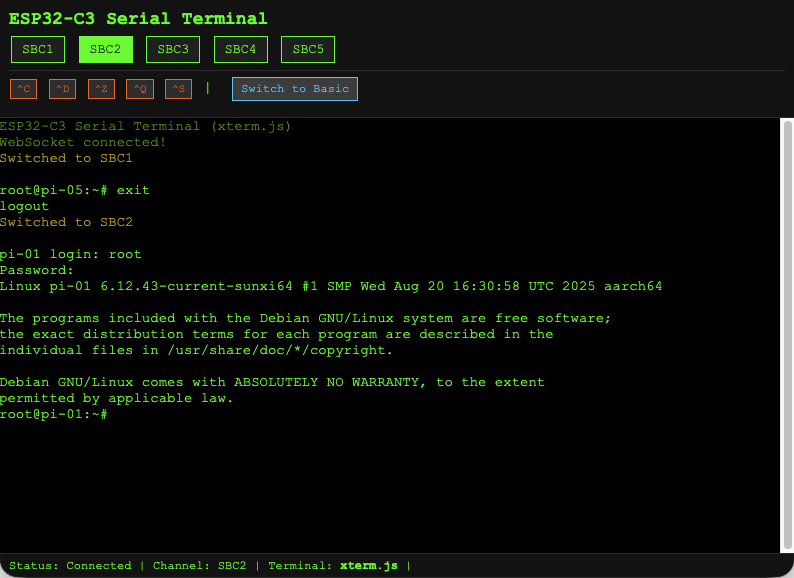 ESP32-C3 Serial Terminal
SBC1 SBC2 SBC3 SBC4 SBC5
^C ^D ^Z ^Q ^S | Switch to Basic
ESP32-C3 Serial Terminal (xterm.js)
WebSocket connected!
Switched to SBC1
root@pi-05:~# exit
logout
Switched to SBC2
pi-01 login: root
Password:
Linux pi-01 6.12.43-current-sunxi64 #1 SMP Wed Aug 20 16:30:58 UTC 2025 aarch64
The programs included with the Debian GNU/Linux system are free software;
the exact distribution terms for each program are described in the
individual files in /usr/share/doc/*/copyright.
Debian GNU/Linux comes with ABSOLUTELY NO WARRANTY, to the extent
permitted by applicable law.
root@pi-01:~#
Status: Connected | Channel: SBC2 | Terminal: xterm.js |